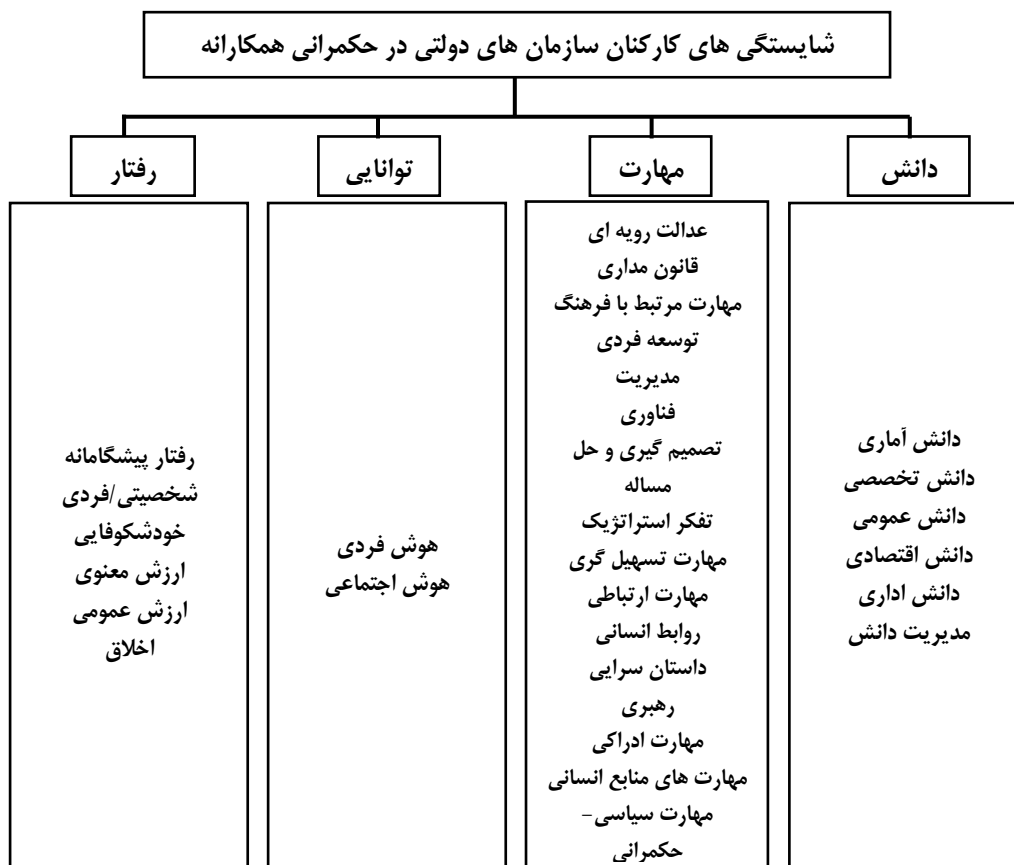 شایستگی های کارکنان سازمان های دولتی در حکمرانی همکارانه
دانش
دانش آماری
دانش تخصصی
دانش عمومی
دانش اقتصادی
دانش اداری
مدیریت دانش
مهارت
عدالت رویه ای
قانون مداری
مهارت مرتبط با فرهنگ
توسعه فردی
مدیریت
فناوری
تصمیم گیری و حل
مساله
تفکر استراتژیک
مهارت تسهیل گری
مهارت ارتباطی
روابط انسانی
داستان سرایی
رهبری
مهارت ادراکی
مهارت های منابع انسانی
مهارت سیاسی-
حکمرانی
توانایی
هوش فردی
هوش اجتماعی
رفتار
رفتار پیشگامانه
شخصیتی/فردی
خودشکوفایی
ارزش معنوی
ارزش عمومی
اخلاق